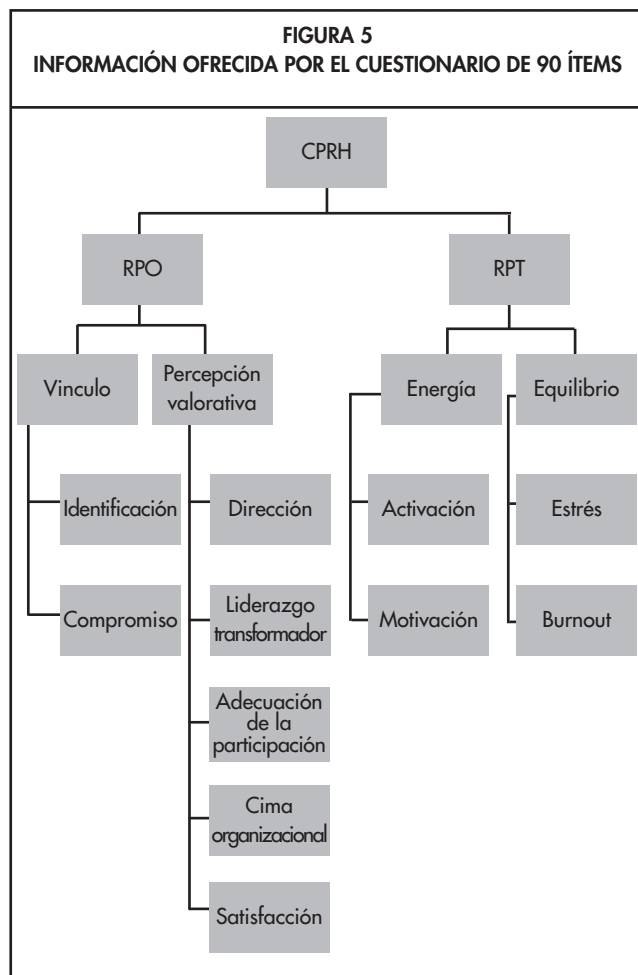 FIGURA 5
INFORMACIÓN OFRECIDA POR EL CUESTIONARIO DE 90 ÍTEMS
CPRH
RPO
RPT
Vinculo
Percepción
valorativa
Energía
Equilibrio
Identificación
Dirección
Activación
Estrés
Compromiso
Liderazgo
transformador
Motivación
Burnout
Adecuación
de la
participación
Cima
organizacional
Satisfacción